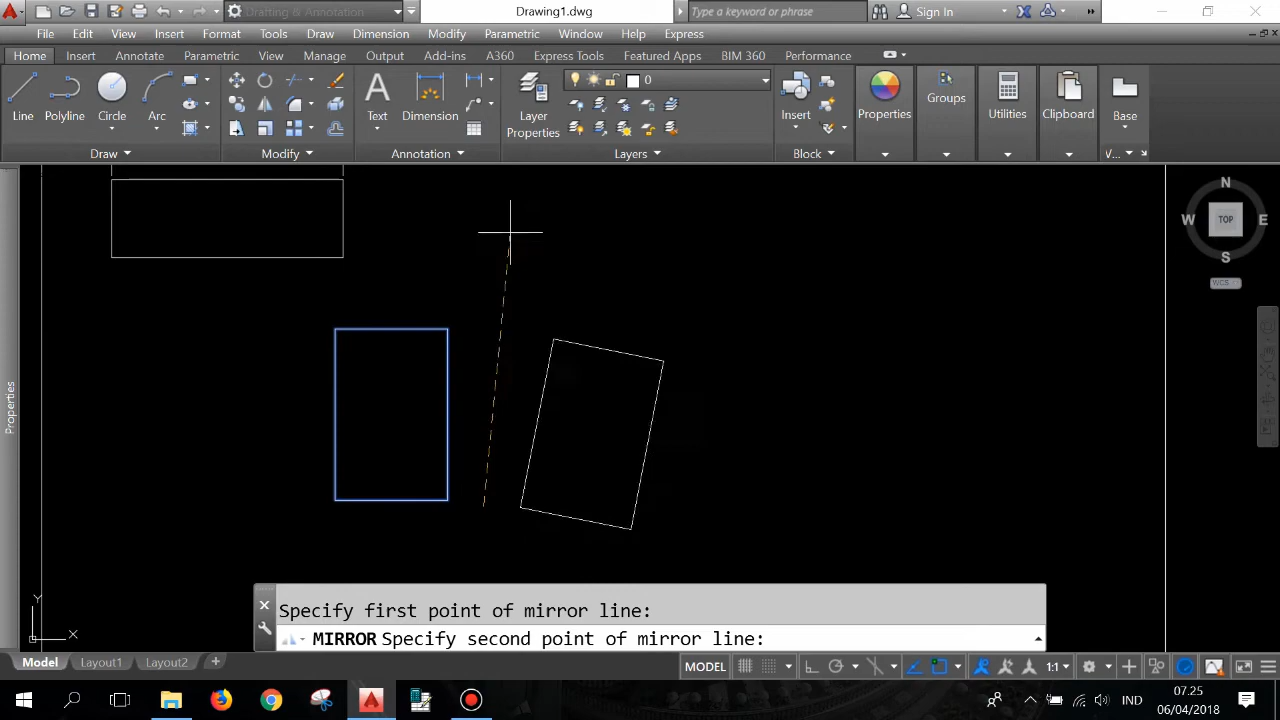 Drafting & Annotation
Drawing1.dwg
Type a keyword or phrase
Sign In
File Edit View Insert Format Tools Draw Dimension Modify Parametric Window Help Express
Home Insert Annotate Parametric View Manage Output Add-ins A360 Express Tools Featured Apps BIM 360 Performance
A
0
Line Polyline Circle Arc
Text Dimension
Layer
Properties
Insert
Properties
Groups
Utilities
Clipboard
Base
Draw
Modify
Annotation
Layers
Block
V...
N
W TOP E
S
WCS
Properties
Y
X
Specify first point of mirror line:
MIRROR Specify second point of mirror line:
Model Layout1 Layout2 +
MODEL
1:1
IND
07.25
06/04/2018